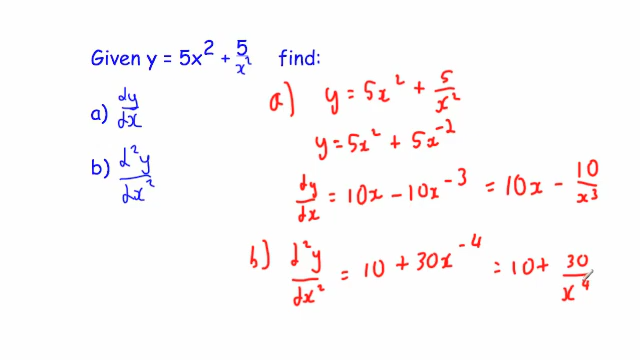 Given y = 5x² + 5/x² find:
a) dy/dx
b) d²y/dx²
a) y = 5x² + 5/x²
y = 5x² + 5x⁻²
dy/dx = 10x − 10x⁻³ = 10x − 10/x³
b) d²y/dx² = 10 + 30x⁻⁴ = 10 + 30/x⁴